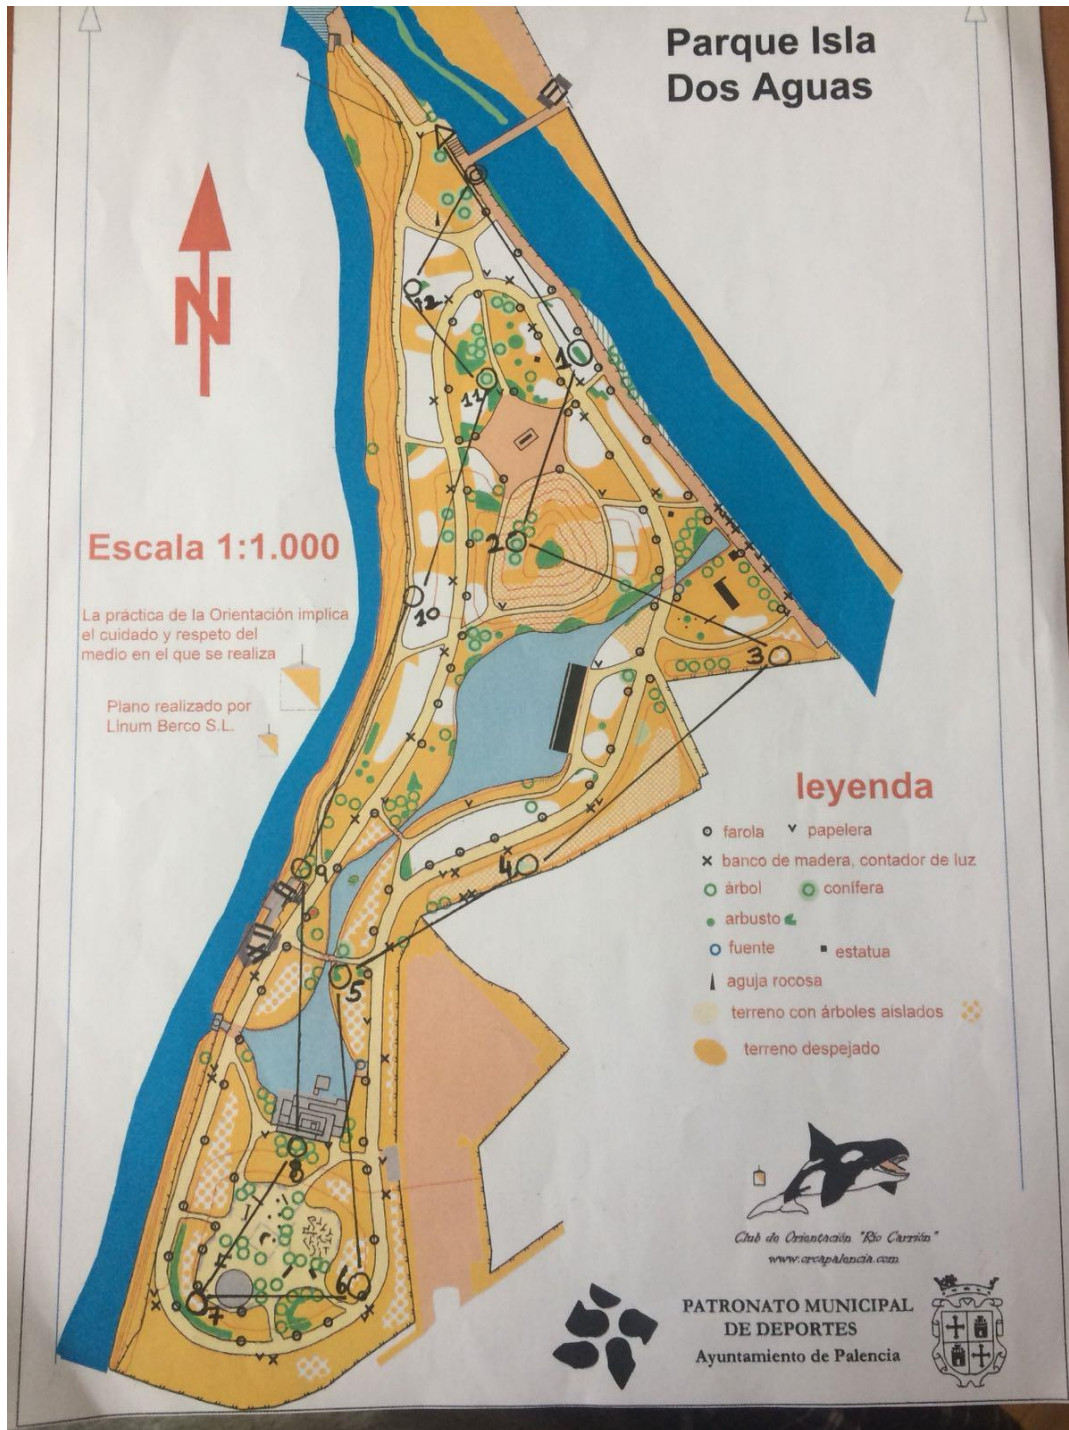 Parque Isla
Dos Aguas
N
Escala 1:1.000
La practica de la Orientación implica
el cuidado y respeto del
medio en el que se realiza
Plano realizado por
Linum Berco S.L.
1
2
3
4
5
6
7
8
9
10
11
12
leyenda
farola papelera
banco de madera, contador de luz
árbol conífera
arbusto
fuente estatua
aguja rocosa
terreno con árboles aislados
terreno despejado
Club de Orientación "Río Carrión"
www.orcapalencia.com
PATRONATO MUNICIPAL
DE DEPORTES
Ayuntamiento de Palencia